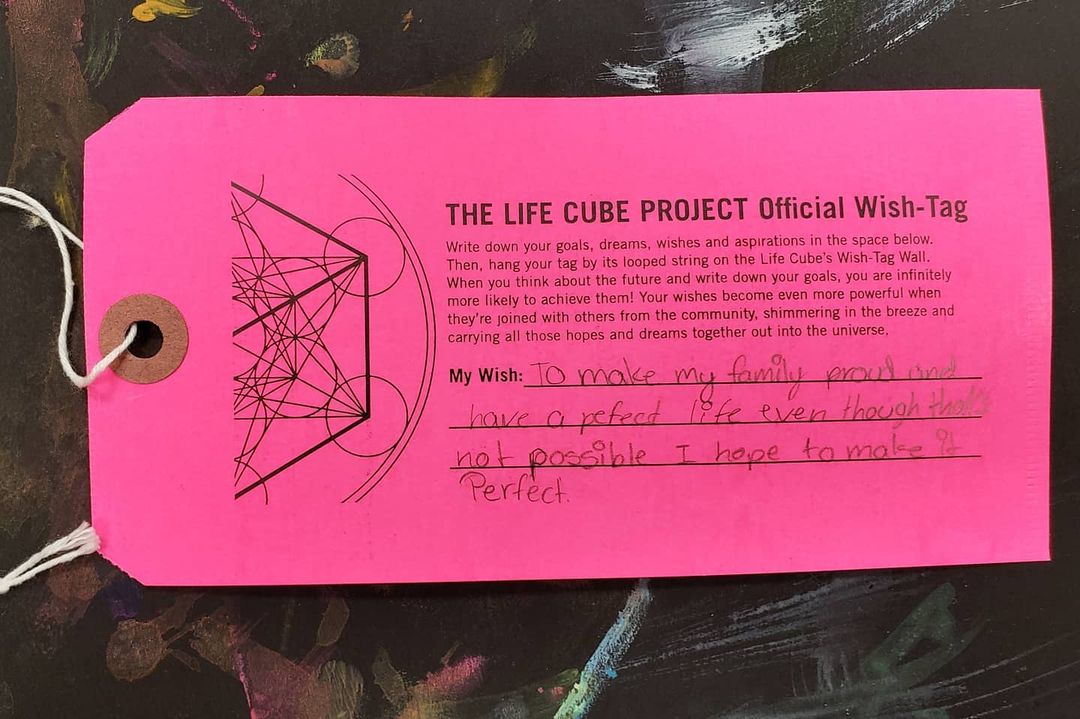 THE LIFE CUBE PROJECT Official Wish-Tag
Write down your goals, dreams, wishes and aspirations in the space below.
Then, hang your tag by its looped string on the Life Cube's Wish-Tag Wall.
When you think about the future and write down your goals, you are infinitely
more likely to achieve them! Your wishes become even more powerful when
they're joined with others from the community, shimmering in the breeze and
carrying all those hopes and dreams together out into the universe.
My Wish: To make my family proud and
have a pefect life even though that's
not possible I hope to make it
Perfect.